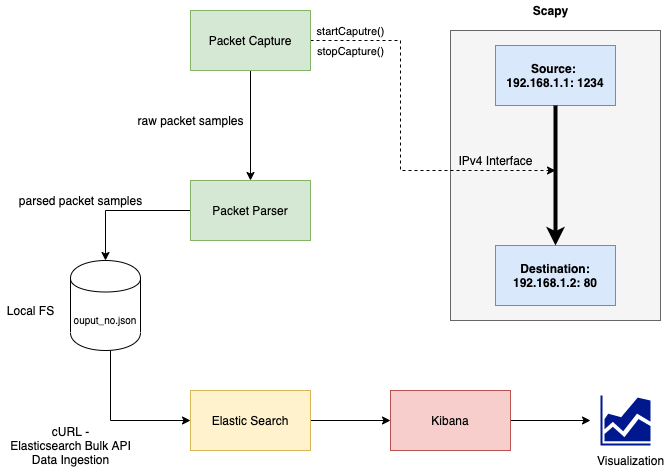 Scapy
Packet Capture
startCaputre()
stopCapture()
Source:
192.168.1.1: 1234
raw packet samples
IPv4 Interface
parsed packet samples
Packet Parser
Destination:
192.168.1.2: 80
Local FS
ouput_no.json
cURL -
Elasticsearch Bulk API
Data Ingestion
Elastic Search
Kibana
Visualization